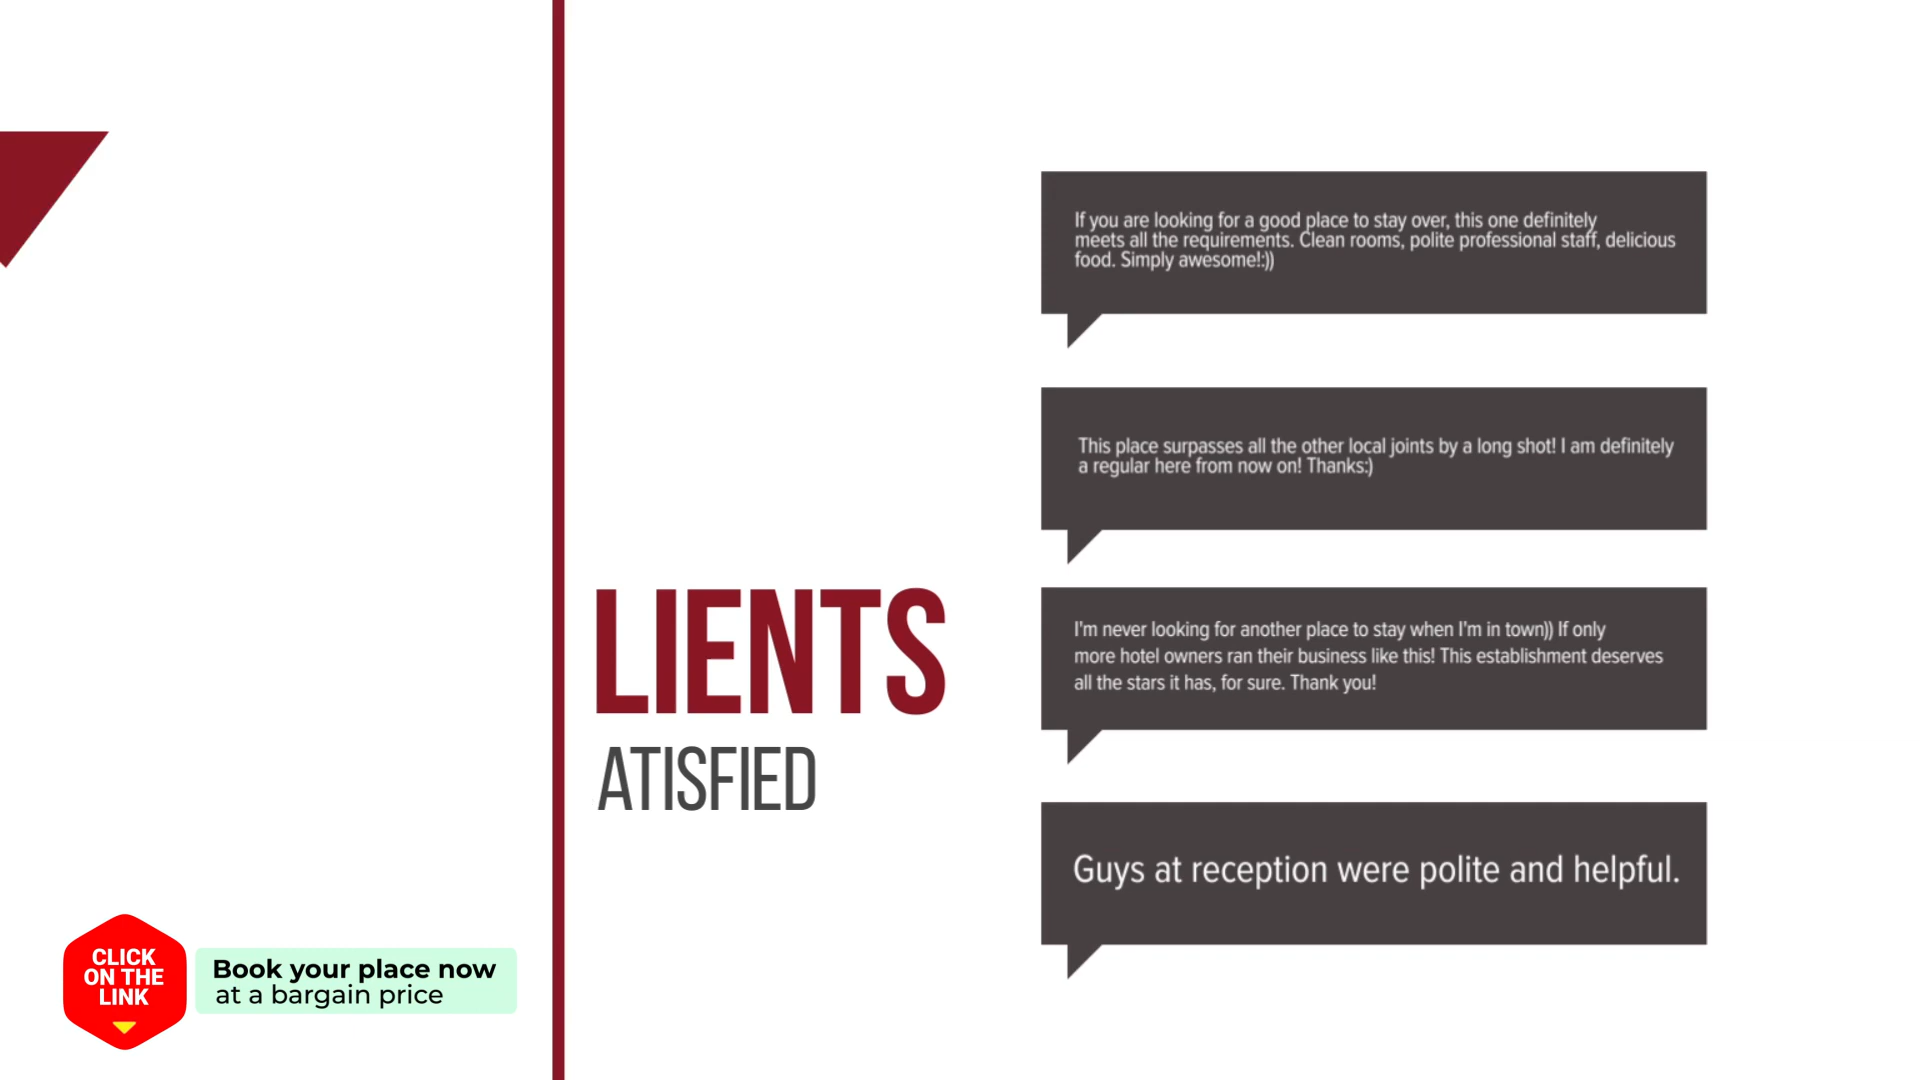 If you are looking for a good place to stay over, this one definitely
meets all the requirements. Clean rooms, polite professional staff, delicious
food. Simply awesome!:))
This place surpasses all the other local joints by a long shot! I am definitely
a regular here from now on! Thanks:)
LIENTS
ATISFIED
I'm never looking for another place to stay when I'm in town)) If only
more hotel owners ran their business like this! This establishment deserves
all the stars it has, for sure. Thank you!
Guys at reception were polite and helpful.
CLICK
ON THE
LINK
Book your place now
at a bargain price